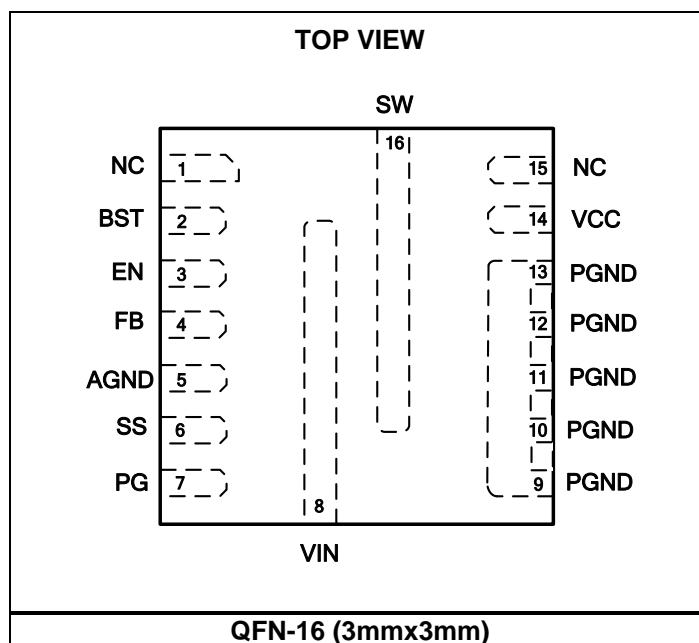 TOP VIEW
SW
16
NC 1 15 NC
BST 2 14 VCC
EN 3 13 PGND
FB 4 12 PGND
AGND 5 11 PGND
SS 6 10 PGND
PG 7 9 PGND
8
VIN
QFN-16 (3mmx3mm)